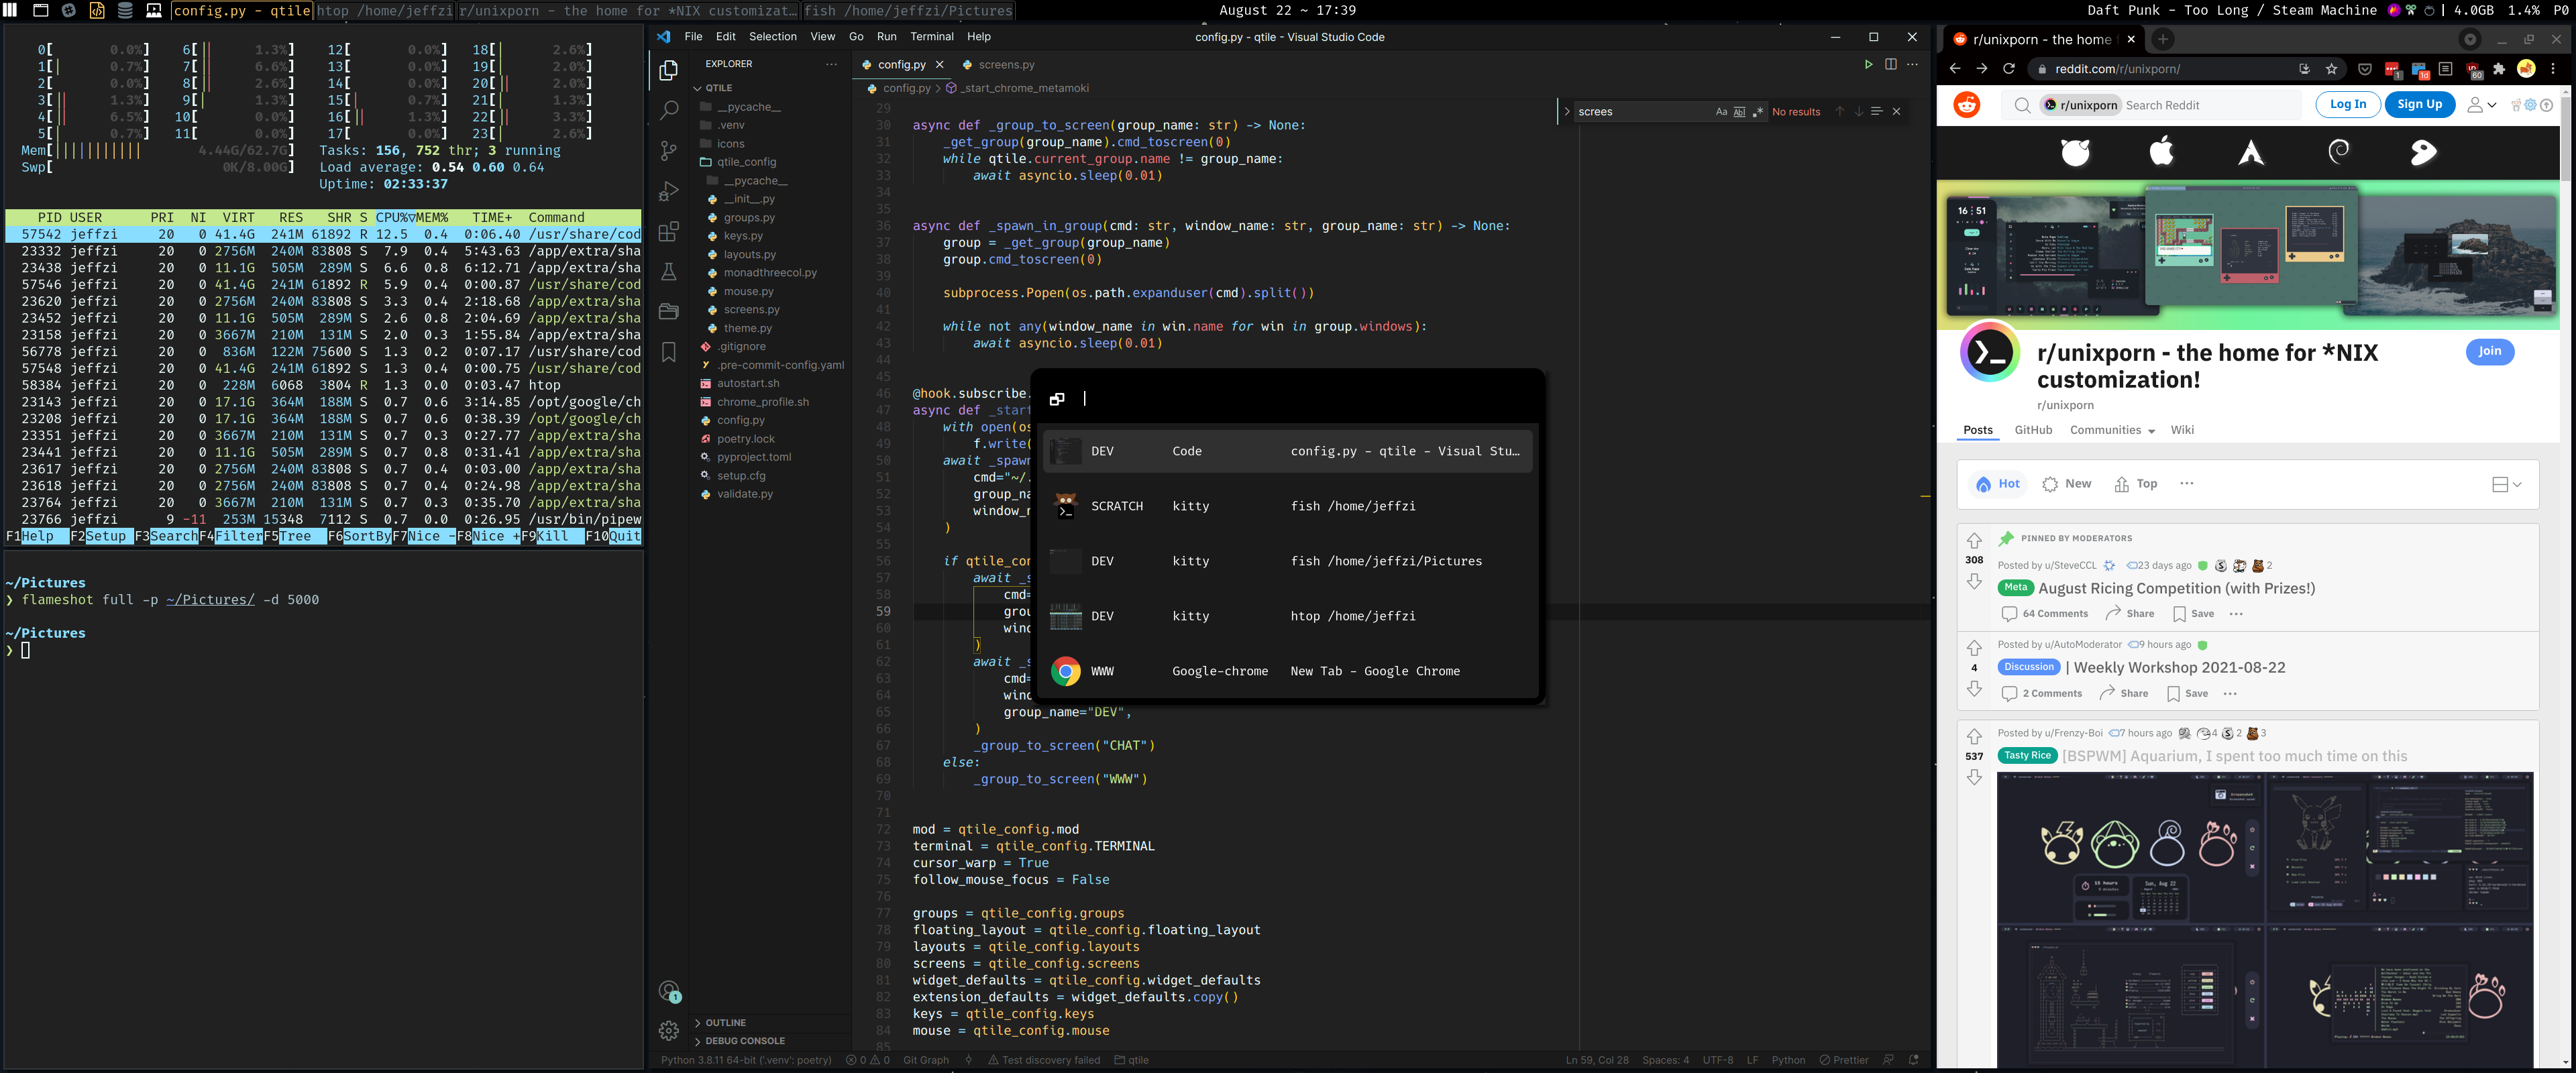 config.py - qtile htop /home/jeffzi r/unixporn - the home for *NIX customizat… fish /home/jeffzi/Pictures
August 22 ~ 17:39
Daft Punk - Too Long / Steam Machine | 4.0GB 1.4% P0
0[ 0.0%] 6[|| 1.3%] 12[ 0.0%] 18[| 2.6%]
1[| 0.7%] 7[|| 6.6%] 13[ 0.0%] 19[| 2.0%]
2[ 0.0%] 8[|| 2.6%] 14[ 0.0%] 20[|| 2.0%]
3[|| 1.3%] 9[| 1.3%] 15[| 0.7%] 21[| 1.3%]
4[|| 6.5%] 10[ 0.0%] 16[|| 1.3%] 22[|| 3.3%]
5[| 0.7%] 11[ 0.0%] 17[ 0.0%] 23[| 2.6%]
Mem[||||||||||| 4.44G/62.7G] Tasks: 156, 752 thr; 3 running
Swp[ 0K/8.00G] Load average: 0.54 0.60 0.64
Uptime: 02:33:37
PID USER PRI NI VIRT RES SHR S CPU%▽MEM% TIME+ Command
57542 jeffzi 20 0 41.4G 241M 61892 R 12.5 0.4 0:06.40 /usr/share/cod
23332 jeffzi 20 0 2756M 240M 83808 S 7.9 0.4 5:43.63 /app/extra/sha
23438 jeffzi 20 0 11.1G 505M 289M S 6.6 0.8 6:12.71 /app/extra/sha
57546 jeffzi 20 0 41.4G 241M 61892 R 5.9 0.4 0:00.87 /usr/share/cod
23620 jeffzi 20 0 2756M 240M 83808 S 3.3 0.4 2:18.68 /app/extra/sha
23452 jeffzi 20 0 11.1G 505M 289M S 2.6 0.8 2:04.69 /app/extra/sha
23158 jeffzi 20 0 3667M 210M 131M S 2.0 0.3 1:55.84 /app/extra/sha
56778 jeffzi 20 0 836M 122M 75600 S 1.3 0.2 0:07.17 /usr/share/cod
57548 jeffzi 20 0 41.4G 241M 61892 S 1.3 0.4 0:00.75 /usr/share/cod
58384 jeffzi 20 0 228M 6068 3804 R 1.3 0.0 0:03.47 htop
23143 jeffzi 20 0 17.1G 364M 188M S 0.7 0.6 3:14.85 /opt/google/ch
23208 jeffzi 20 0 17.1G 364M 188M S 0.7 0.6 0:38.39 /opt/google/ch
23351 jeffzi 20 0 3667M 210M 131M S 0.7 0.3 0:27.77 /app/extra/sha
23441 jeffzi 20 0 11.1G 505M 289M S 0.7 0.8 0:31.41 /app/extra/sha
23617 jeffzi 20 0 2756M 240M 83808 S 0.7 0.4 0:03.00 /app/extra/sha
23618 jeffzi 20 0 2756M 240M 83808 S 0.7 0.4 0:24.98 /app/extra/sha
23764 jeffzi 20 0 3667M 210M 131M S 0.7 0.3 0:35.70 /app/extra/sha
23766 jeffzi 9 -11 253M 15348 7112 S 0.7 0.0 0:26.95 /usr/bin/pipew
F1Help F2Setup F3SearchF4FilterF5Tree F6SortByF7Nice -F8Nice +F9Kill F10Quit
~/Pictures
❯ flameshot full -p ~/Pictures/ -d 5000
~/Pictures
❯
File Edit Selection View Go Run Terminal Help
config.py - qtile - Visual Studio Code
EXPLORER ···
QTILE
__pycache__
.venv
icons
qtile_config
__pycache__
__init__.py
groups.py
keys.py
layouts.py
monadthreecol.py
mouse.py
screens.py
theme.py
.gitignore
.pre-commit-config.yaml
autostart.sh
chrome_profile.sh
config.py
poetry.lock
pyproject.toml
setup.cfg
validate.py
OUTLINE
DEBUG CONSOLE
config.py screens.py
config.py > _start_chrome_metamoki
screes Aa Abl .* No results
29
30 async def _group_to_screen(group_name: str) -> None:
31 _get_group(group_name).cmd_toscreen(0)
32 while qtile.current_group.name != group_name:
33 await asyncio.sleep(0.01)
34
35
36 async def _spawn_in_group(cmd: str, window_name: str, group_name: str) -> None:
37 group = _get_group(group_name)
38 group.cmd_toscreen(0)
39
40 subprocess.Popen(os.path.expanduser(cmd).split())
41
42 while not any(window_name in win.name for win in group.windows):
43 await asyncio.sleep(0.01)
44
45
46 @hook.subscribe.
47 async def _start
48 with open(os
49 f.write(
50 await _spawn
51 cmd="~/.
52 group_na
53 window_n
54 )
55
56 if qtile_con
57 await _s
58 cmd=
59 grou
60 wind
61 )
62 await _s
63 cmd=
64 wind
65 group_name="DEV",
66 )
67 _group_to_screen("CHAT")
68 else:
69 _group_to_screen("WWW")
70
71
72 mod = qtile_config.mod
73 terminal = qtile_config.TERMINAL
74 cursor_warp = True
75 follow_mouse_focus = False
76
77 groups = qtile_config.groups
78 floating_layout = qtile_config.floating_layout
79 layouts = qtile_config.layouts
80 screens = qtile_config.screens
81 widget_defaults = qtile_config.widget_defaults
82 extension_defaults = widget_defaults.copy()
83 keys = qtile_config.keys
84 mouse = qtile_config.mouse
85
DEV Code config.py - qtile - Visual Stu…
SCRATCH kitty fish /home/jeffzi
DEV kitty fish /home/jeffzi/Pictures
DEV kitty htop /home/jeffzi
WWW Google-chrome New Tab - Google Chrome
Python 3.8.11 64-bit ('.venv': poetry) 0 0 Git Graph Test discovery failed qtile
Ln 59, Col 28 Spaces: 4 UTF-8 LF Python Prettier
r/unixporn - the home f
reddit.com/r/unixporn/
1 1d 60
r/unixporn Search Reddit Log In Sign Up
16 : 51
r/unixporn - the home for *NIX
customization!
Join
r/unixporn
Posts GitHub Communities Wiki
Hot New Top ···
308
PINNED BY MODERATORS
Posted by u/SteveCCL 23 days ago 2
Meta August Ricing Competition (with Prizes!)
64 Comments Share Save ···
4
Posted by u/AutoModerator 9 hours ago
Discussion | Weekly Workshop 2021-08-22
2 Comments Share Save ···
537
Posted by u/Frenzy-Boi 7 hours ago 4 2 3
Tasty Rice [BSPWM] Aquarium, I spent too much time on this
15 hours
Sun, Aug 22